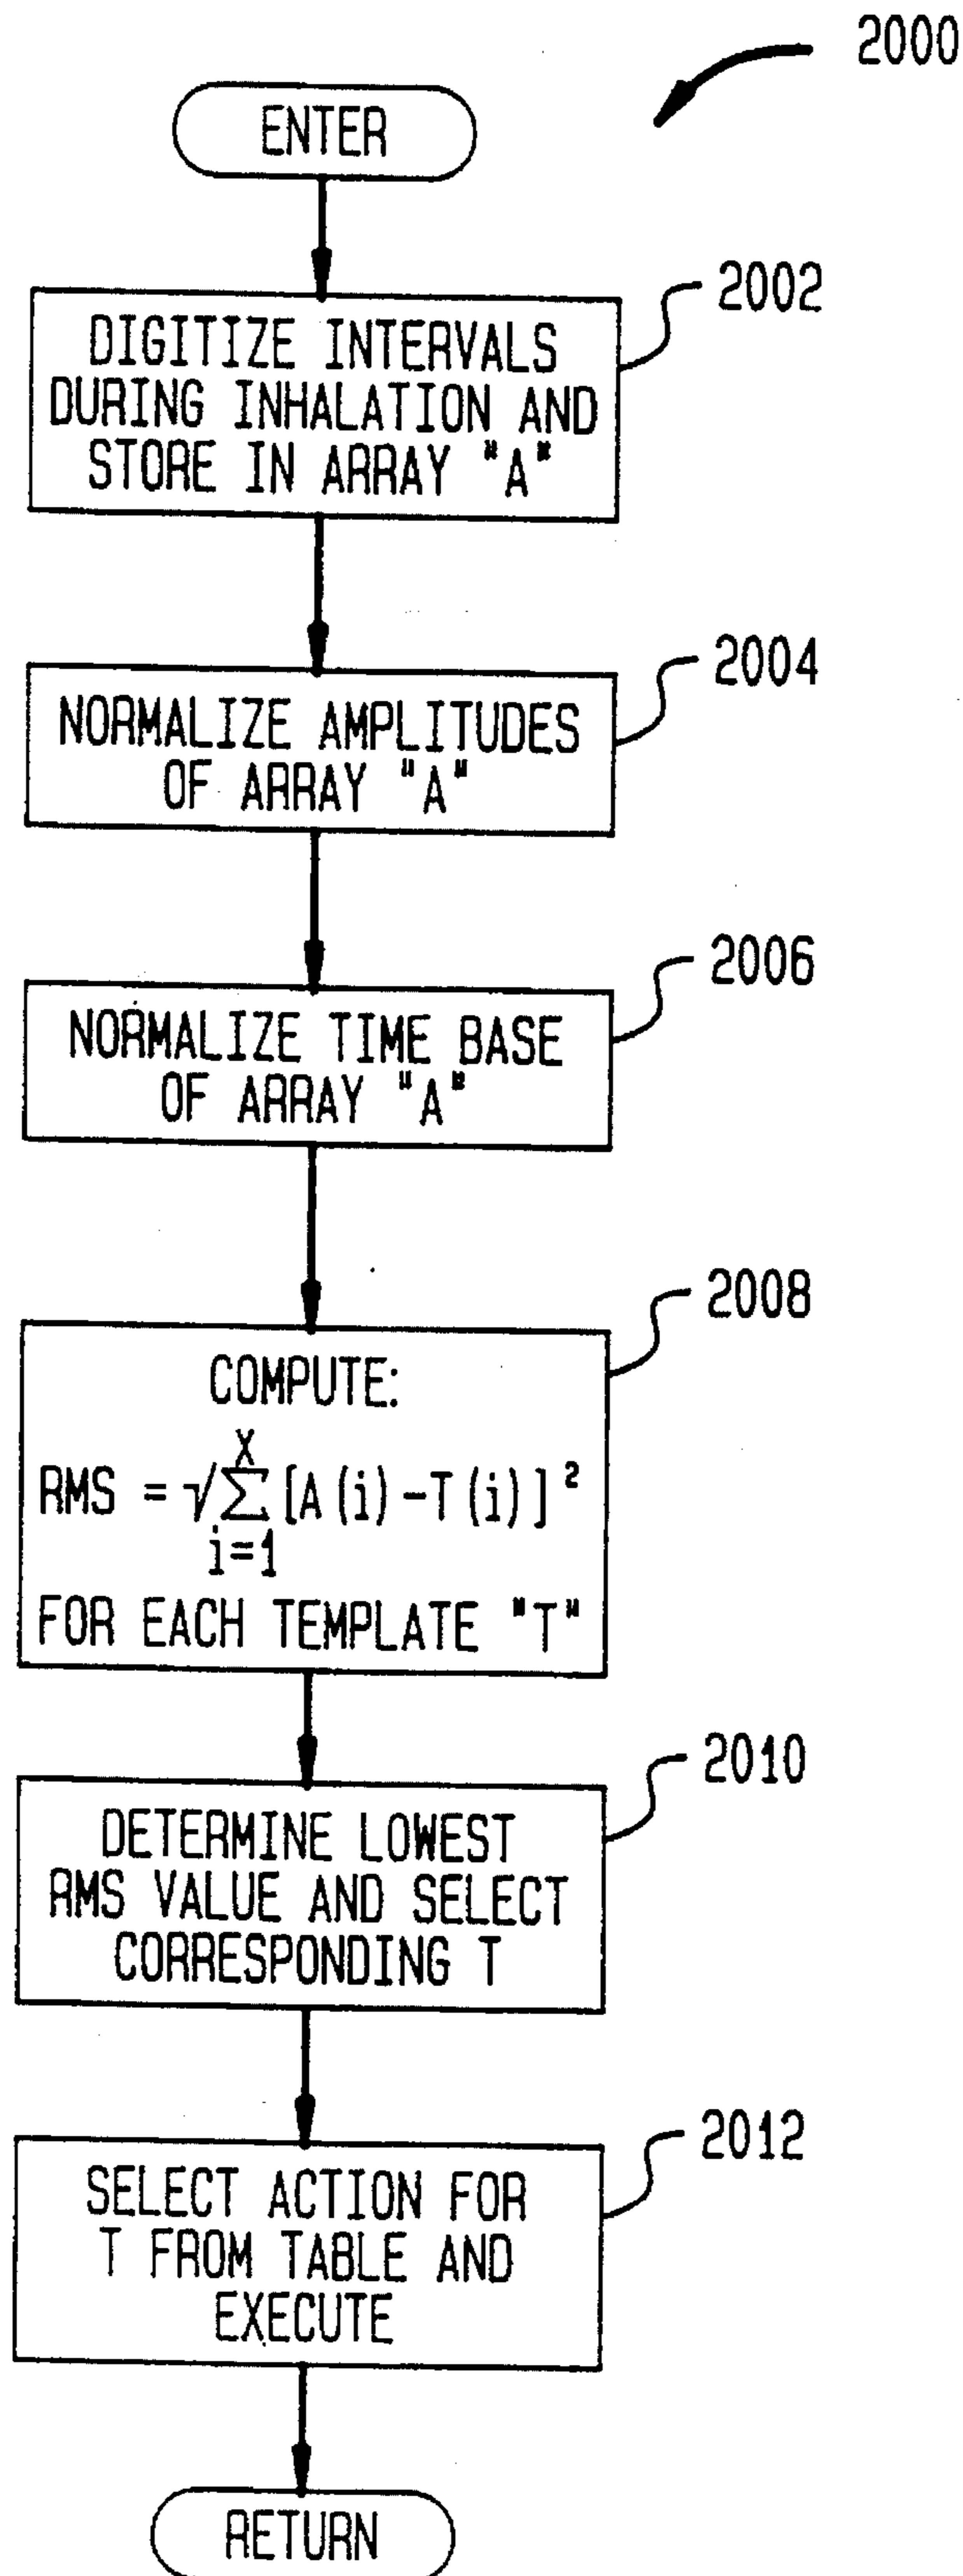 2000
ENTER
2002
DIGITIZE INTERVALS
DURING INHALATION AND
STORE IN ARRAY "A"
2004
NORMALIZE AMPLITUDES
OF ARRAY "A"
2006
NORMALIZE TIME BASE
OF ARRAY "A"
2008
COMPUTE:
RMS = √∑ X i=1 [A(i)-T(i)]²
FOR EACH TEMPLATE "T"
2010
DETERMINE LOWEST
RMS VALUE AND SELECT
CORRESPONDING T
2012
SELECT ACTION FOR
T FROM TABLE AND
EXECUTE
RETURN